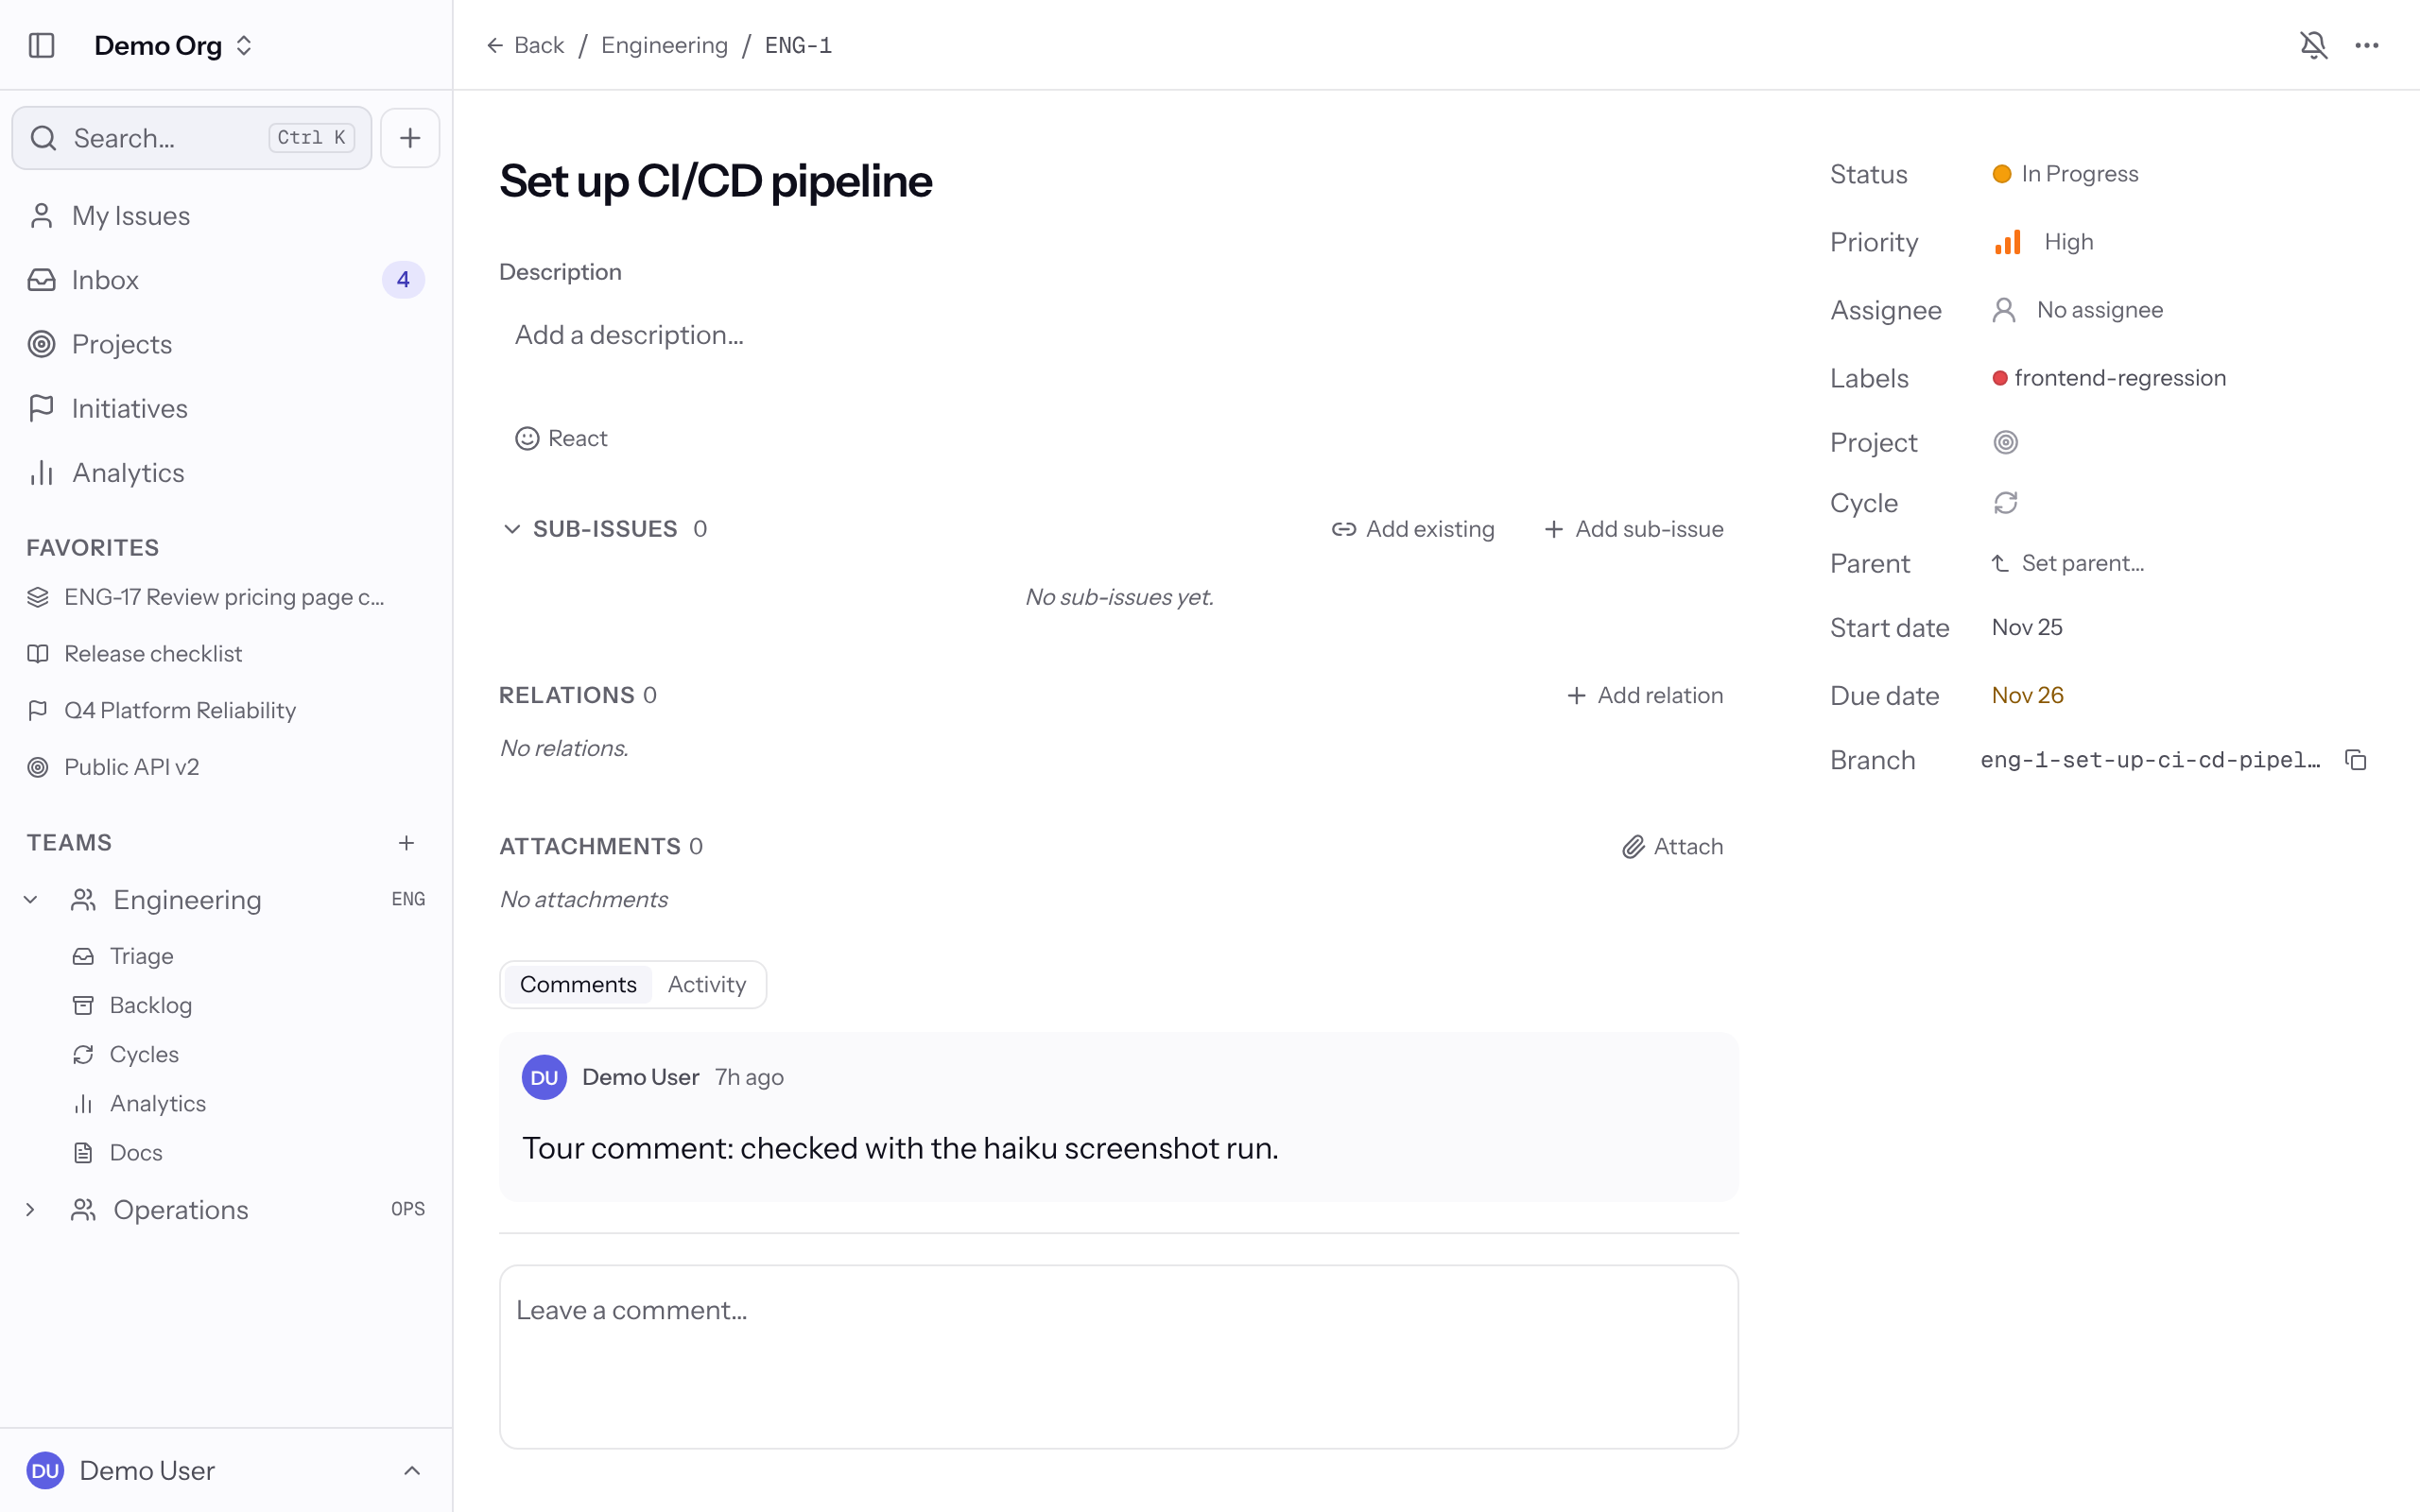 Demo Org
Back / Engineering / ENG-1
Search...
Ctrl K
My Issues
Inbox
4
Projects
Initiatives
Analytics
FAVORITES
ENG-17 Review pricing page c...
Release checklist
Q4 Platform Reliability
Public API v2
TEAMS
Engineering
ENG
Triage
Backlog
Cycles
Analytics
Docs
Operations
OPS
DU
Demo User
Set up CI/CD pipeline
Description
Add a description...
React
SUB-ISSUES 0
Add existing
Add sub-issue
No sub-issues yet.
RELATIONS 0
Add relation
No relations.
ATTACHMENTS 0
Attach
No attachments
Comments
Activity
DU
Demo User 7h ago
Tour comment: checked with the haiku screenshot run.
Leave a comment...
Status
In Progress
Priority
High
Assignee
No assignee
Labels
frontend-regression
Project
Cycle
Parent
Set parent...
Start date
Nov 25
Due date
Nov 26
Branch
eng-1-set-up-ci-cd-pipel...